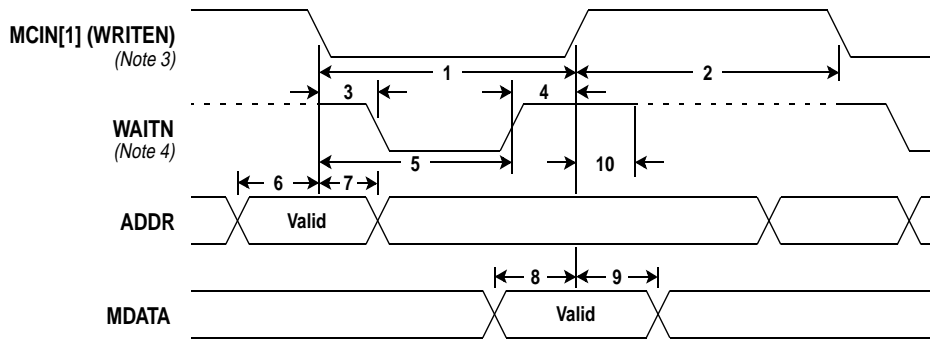 MCIN[1] (WRITEN)
(Note 3)
1
2
3
4
WAITN
(Note 4)
5
10
6
7
ADDR
Valid
8
9
MDATA
Valid